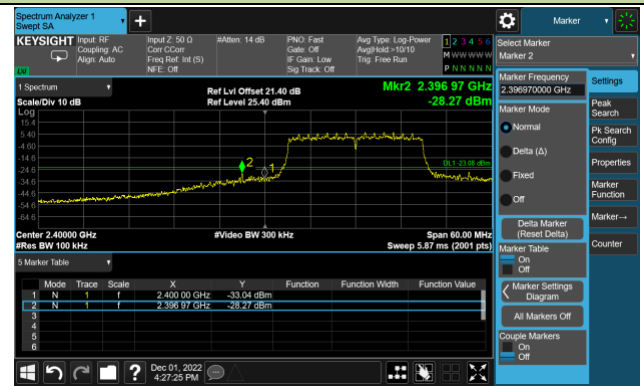 Spectrum Analyzer 1
Swept SA
Marker
KEYSIGHT
Input: RF
Coupling: AC
Align: Auto
Input Z: 50 Ω
Corr CCorr
Freq Ref: Int (S)
NFE: Off
#Atten: 14 dB
PNO: Fast
Gate: Off
IF Gain: Low
Sig Track: Off
Avg Type: Log-Power
Avg|Hold >10/10
Trig: Free Run
1 2 3 4 5 6
M W W W W W
P N N N N N
LXI
Select Marker
Marker 2
1 Spectrum
Scale/Div 10 dB
Log
Ref Lvl Offset 21.40 dB
Ref Level 25.40 dBm
Mkr2 2.396 97 GHz
-28.27 dBm
15.4
5.40
-4.60
-14.6
-24.6
-34.6
-44.6
-54.6
-64.6
2
1
DL1 -23.08 dBm
Center 2.40000 GHz
#Res BW 100 kHz
#Video BW 300 kHz
Span 60.00 MHz
Sweep 5.87 ms (2001 pts)
5 Marker Table
Mode Trace Scale X Y Function Function Width Function Value
1 N 1 f 2.400 00 GHz -33.04 dBm
2 N 1 f 2.396 97 GHz -28.27 dBm
3
4
5
6
Marker Frequency
2.396970000 GHz
Marker Mode
Normal
Delta (Δ)
Fixed
Off
Delta Marker
(Reset Delta)
Marker Table
On
Off
Marker Settings
Diagram
All Markers Off
Couple Markers
On
Off
Settings
Peak
Search
Pk Search
Config
Properties
Marker
Function
Marker→
Counter
?
Dec 01, 2022
4:27:25 PM